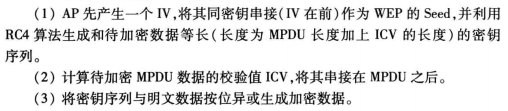 (1) AP 先产生一个 IV,将其同密钥串接(IV 在前)作为 WEP 的 Seed,并利用
RC4 算法生成和待加密数据等长(长度为 MPDU 长度加上 ICV 的长度)的密钥
序列。
(2) 计算待加密 MPDU 数据的校验值 ICV,将其串接在 MPDU 之后。
(3) 将密钥序列与明文数据按位异或生成加密数据。